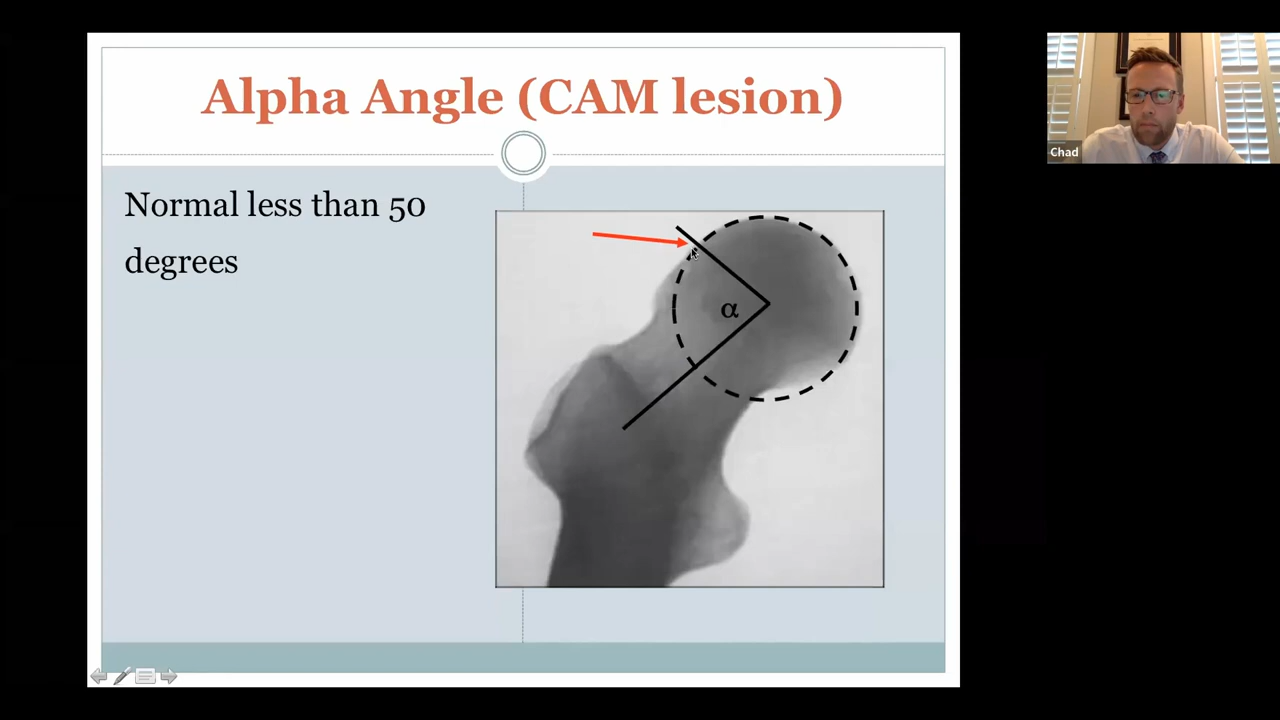 Alpha Angle (CAM lesion)
Normal less than 50
degrees
α
Chad